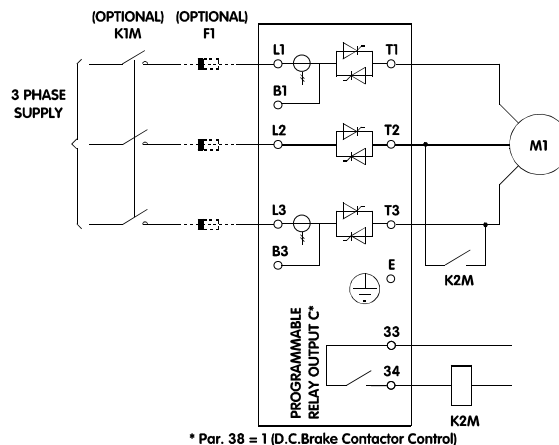 (OPTIONAL) (OPTIONAL)
K1M F1
L1 T1
B1
3 PHASE
SUPPLY
L2 T2
M1
L3 T3
B3
E
K2M
PROGRAMMABLE
RELAY OUTPUT C*
33
34
K2M
* Par. 38 = 1 (D.C.Brake Contactor Control)